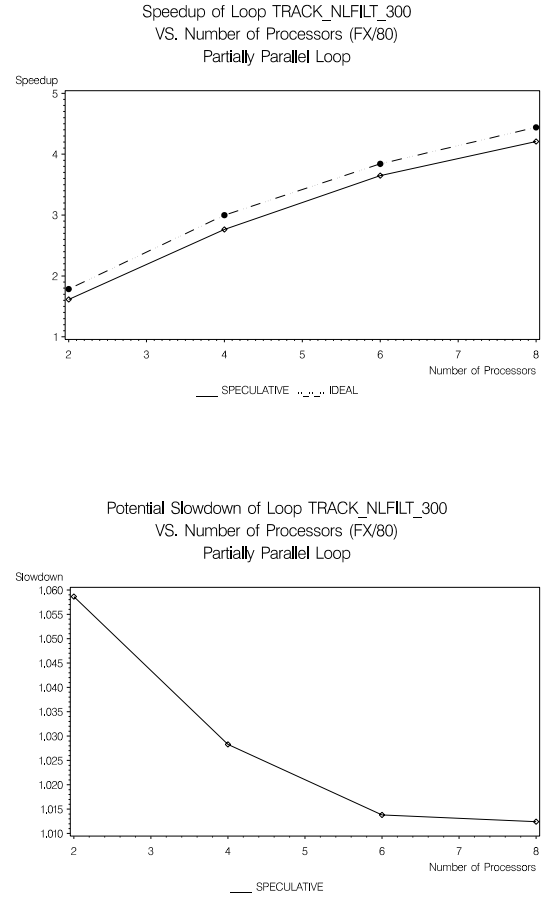 Speedup of Loop TRACK_NLFILT_300
VS. Number of Processors (FX/80)
Partially Parallel Loop
Speedup
5
4
3
2
1
2 3 4 5 6 7 8
Number of Processors
SPECULATIVE IDEAL
Potential Slowdown of Loop TRACK_NLFILT_300
VS. Number of Processors (FX/80)
Partially Parallel Loop
Slowdown
1.060
1.055
1.050
1.045
1.040
1.035
1.030
1.025
1.020
1.015
1.010
2 3 4 5 6 7 8
Number of Processors
SPECULATIVE